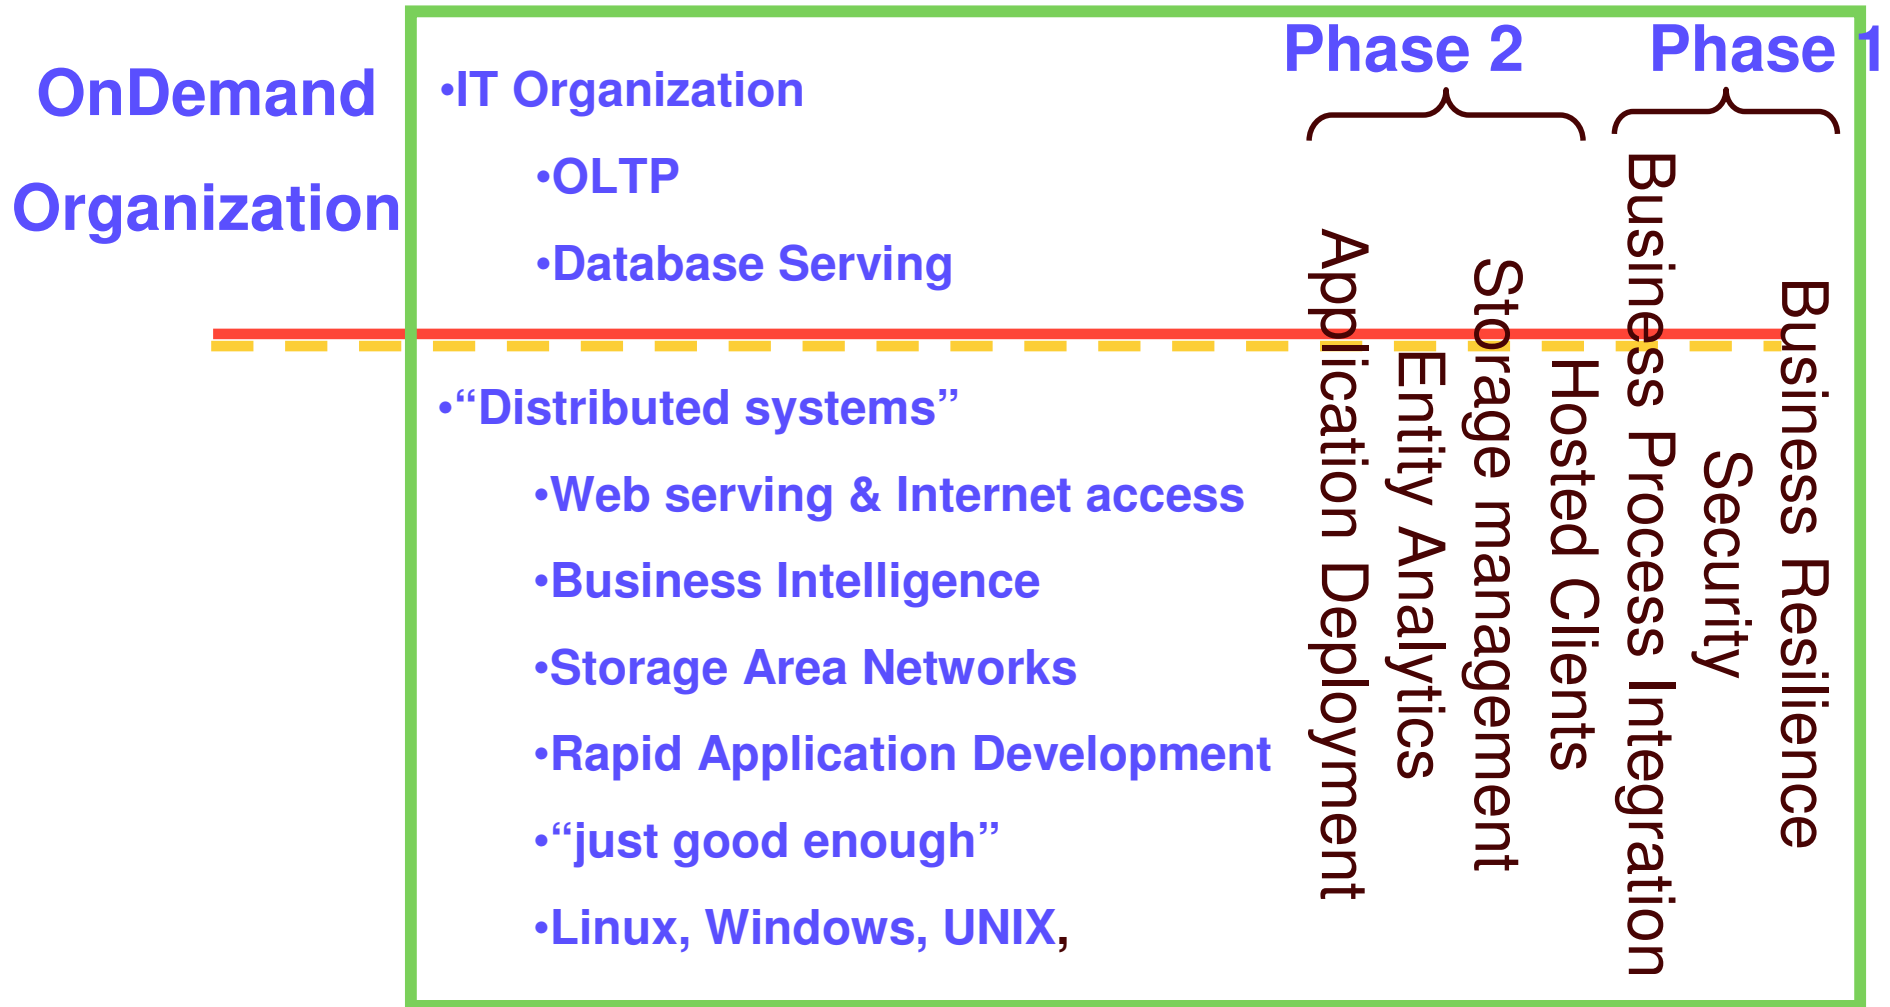 OnDemand
Organization
•IT Organization
•OLTP
•Database Serving
•“Distributed systems”
•Web serving & Internet access
•Business Intelligence
•Storage Area Networks
•Rapid Application Development
•“just good enough”
•Linux, Windows, UNIX,
Phase 2
Phase 1
Application Deployment
Entity Analytics
Storage management
Hosted Clients
Business Process Integration
Security
Business Resilience